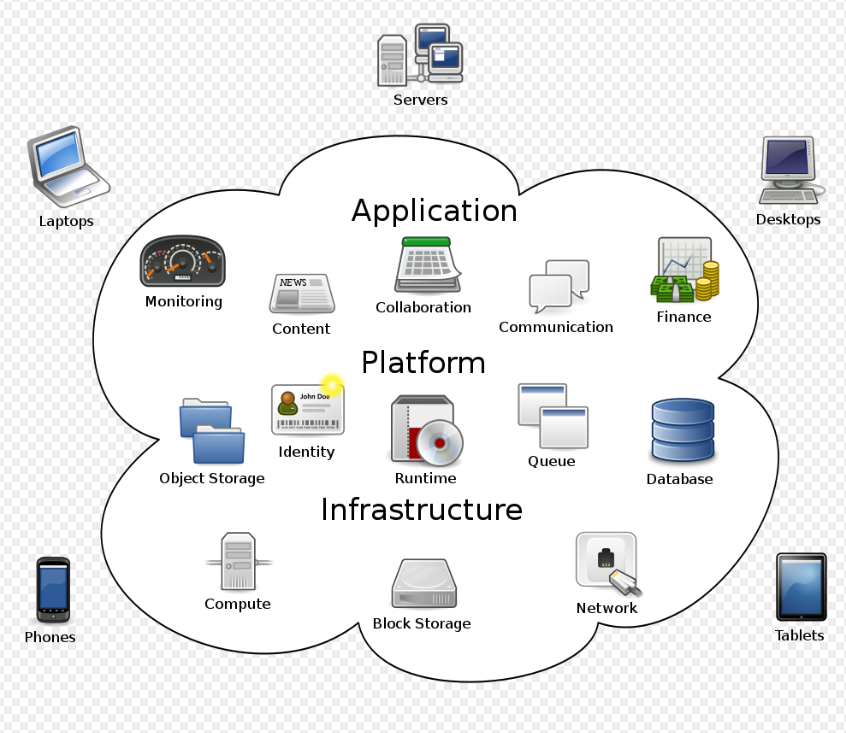 Servers
Laptops
Desktops
Application
Monitoring
NEWS
Content
Collaboration
Communication
Finance
Platform
John Doe
Object Storage
Identity
Runtime
Queue
Database
Infrastructure
Compute
Block Storage
Network
Phones
Tablets